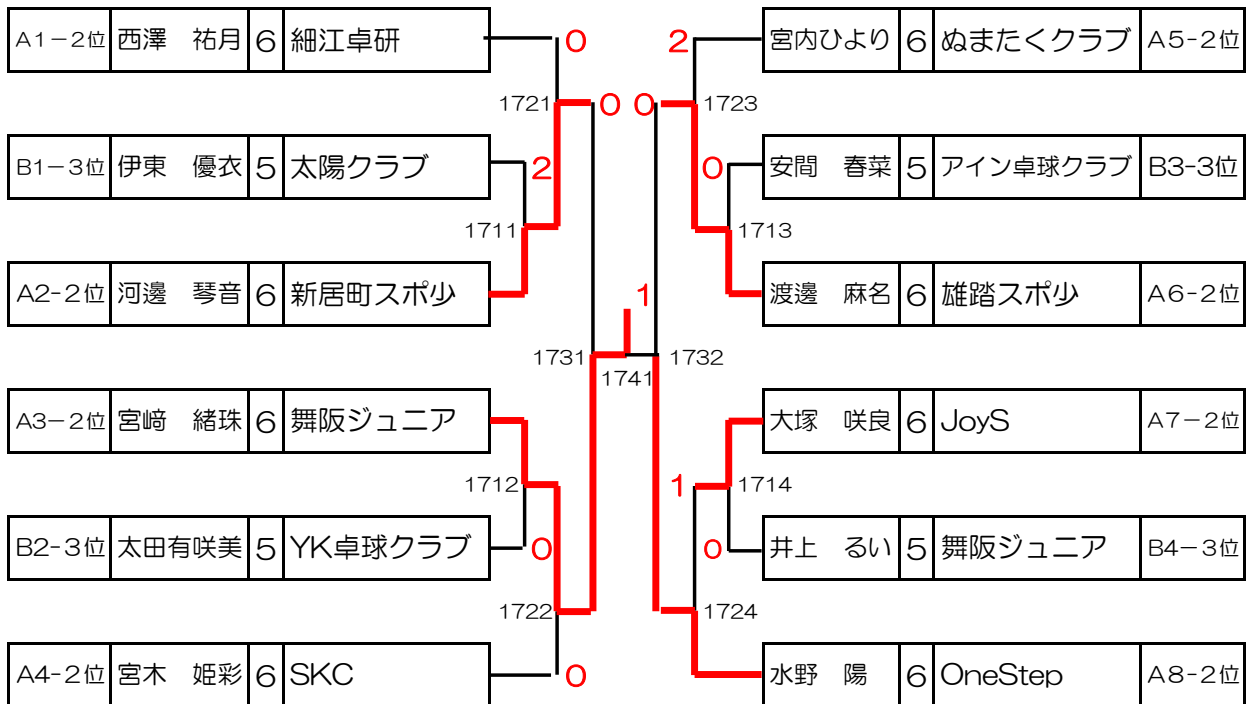 A1－2位 西澤　祐月 6 細江卓研 0 2 宮内ひより 6 ぬまたくクラブ A5-2位
1721 0 0 1723
B1－3位 伊東　優衣 5 太陽クラブ 2 0 安間　春菜 5 アイン卓球クラブ B3-3位
1711 1713
A2-2位 河邊　琴音 6 新居町スポ少 1 渡邊　麻名 6 雄踏スポ少 A6-2位
1731 1732
1741
A3－2位 宮﨑　緒珠 6 舞阪ジュニア 大塚　咲良 6 JoyS A7－2位
1712 1 1714
B2-3位 太田有咲美 5 YK卓球クラブ 0 0 井上　るい 5 舞阪ジュニア B4－3位
1722 1724
A4-2位 宮木　姫彩 6 SKC 0 水野　陽 6 OneStep A8-2位